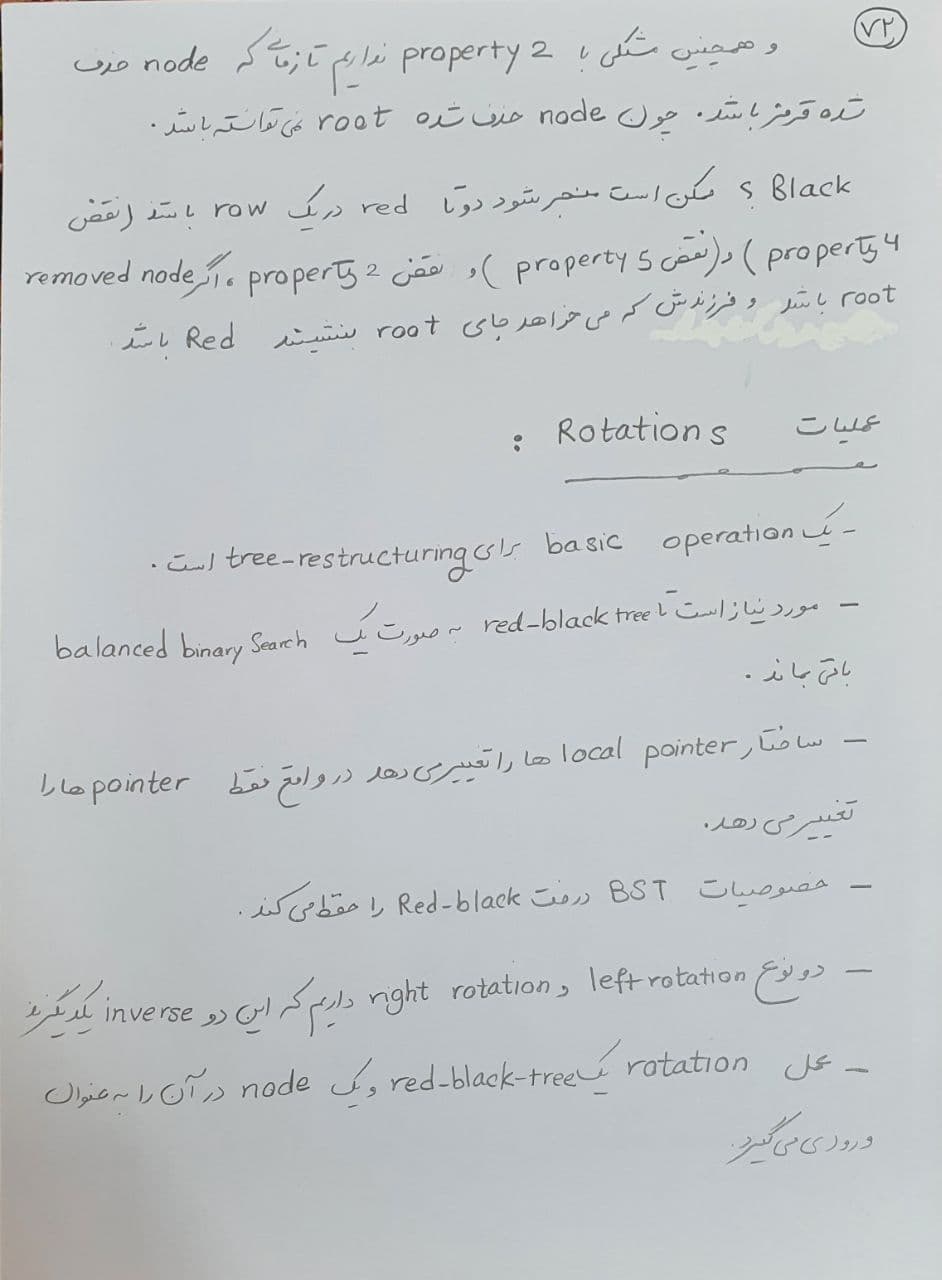 ۷۲
و همچنین مشکلی با property 2 نداریم تا زمانی که node حذف
شده قرمز باشد. چون node حذف شده root نمی توانسته باشد.
Black ؟ ممکن است منجر شود دوتا red در یک row باشند (نقض
property 4) و (نقض property 5) و نقض property 2، اگر removed node
root باشد و فرزندش که می خواهد جای root بنشیند Red باشد
عملیات Rotations :
- یک basic operation برای tree-restructuring است.
- مورد نیاز است تا red-black tree به صورت یک balanced binary Search
باقی بماند.
- ساختار local pointer ها را تغییر می دهد در واقع فقط pointer ها را
تغییر می دهد.
- خصوصیات BST درخت Red-black را حفظ می کند.
- دو نوع left rotation و right rotation داریم که این دو inverse یکدیگرند
- عمل rotation یک red-black-tree و یک node در آن را به عنوان
ورودی می گیرد.